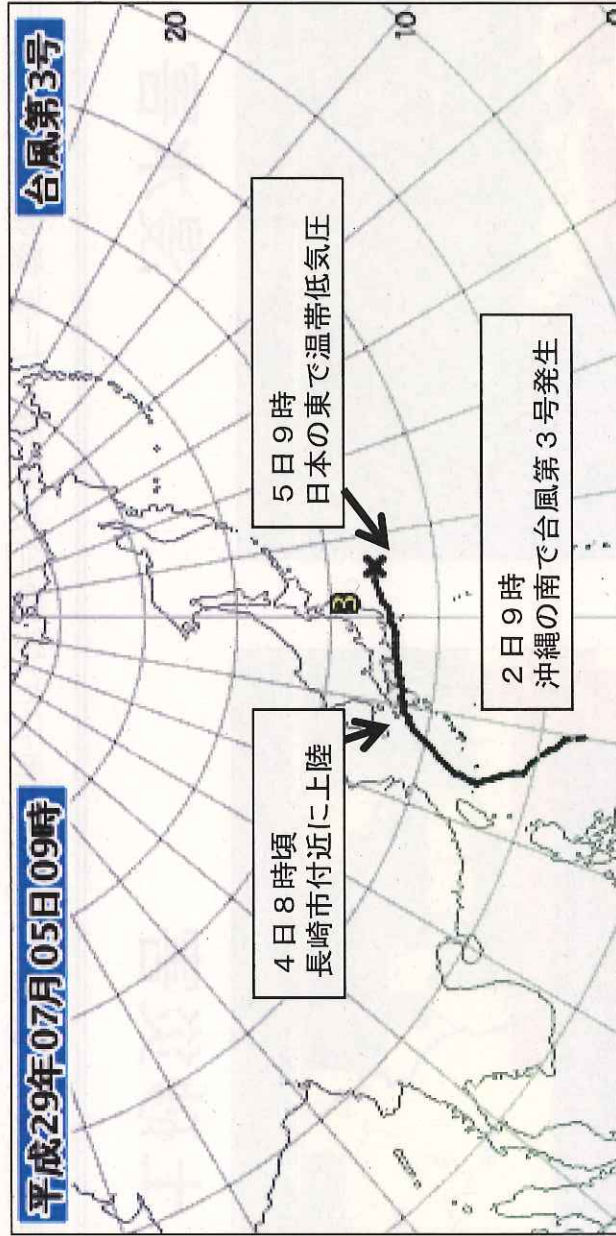 平成29年07月05日09時
台風第3号
4日8時頃
長崎市付近に上陸
5日9時
日本の東で温帯低気圧
2日9時
沖縄の南で台風第3号発生
3
20
10
0